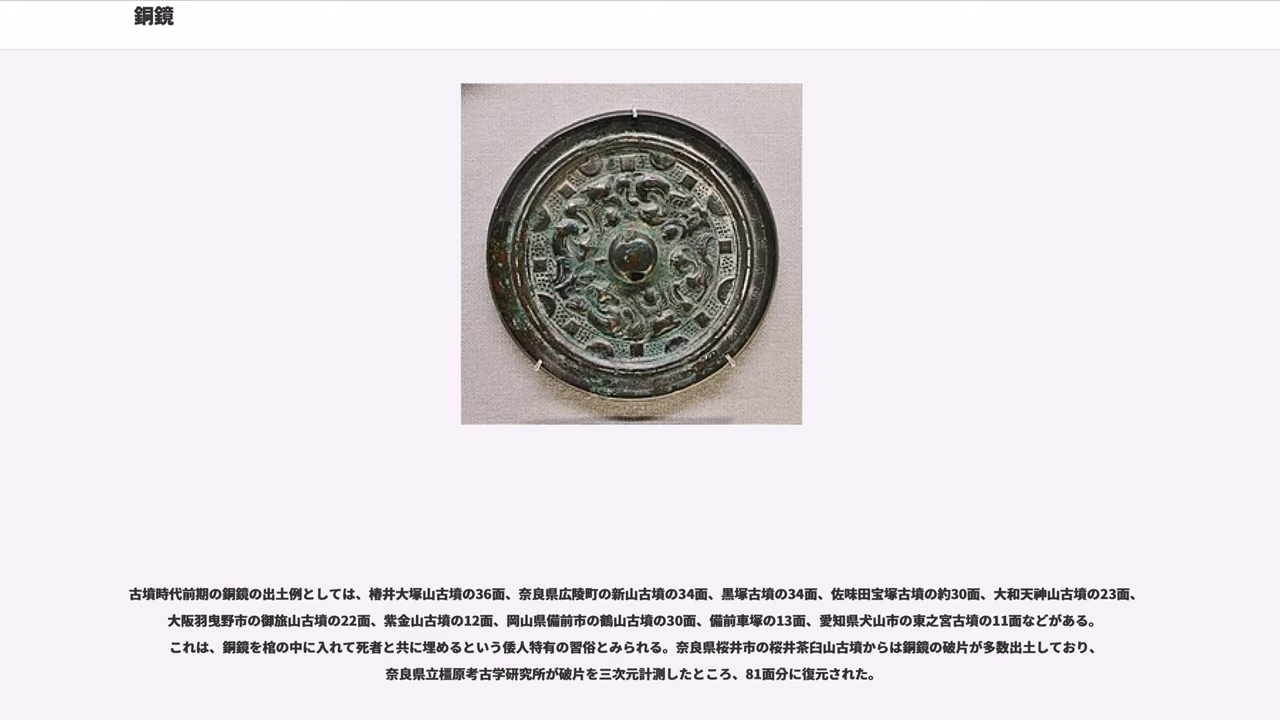 銅鏡
古墳時代前期の銅鏡の出土例としては、椿井大塚山古墳の36面、奈良県広陵町の新山古墳の34面、黒塚古墳の34面、佐味田宝塚古墳の約30面、大和天神山古墳の23面、
大阪羽曳野市の御旅山古墳の22面、紫金山古墳の12面、岡山県備前市の鶴山古墳の30面、備前車塚の13面、愛知県犬山市の東之宮古墳の11面などがある。
これは、銅鏡を棺の中に入れて死者と共に埋めるという倭人特有の習俗とみられる。奈良県桜井市の桜井茶臼山古墳からは銅鏡の破片が多数出土しており、
奈良県立橿原考古学研究所が破片を三次元計測したところ、81面分に復元された。